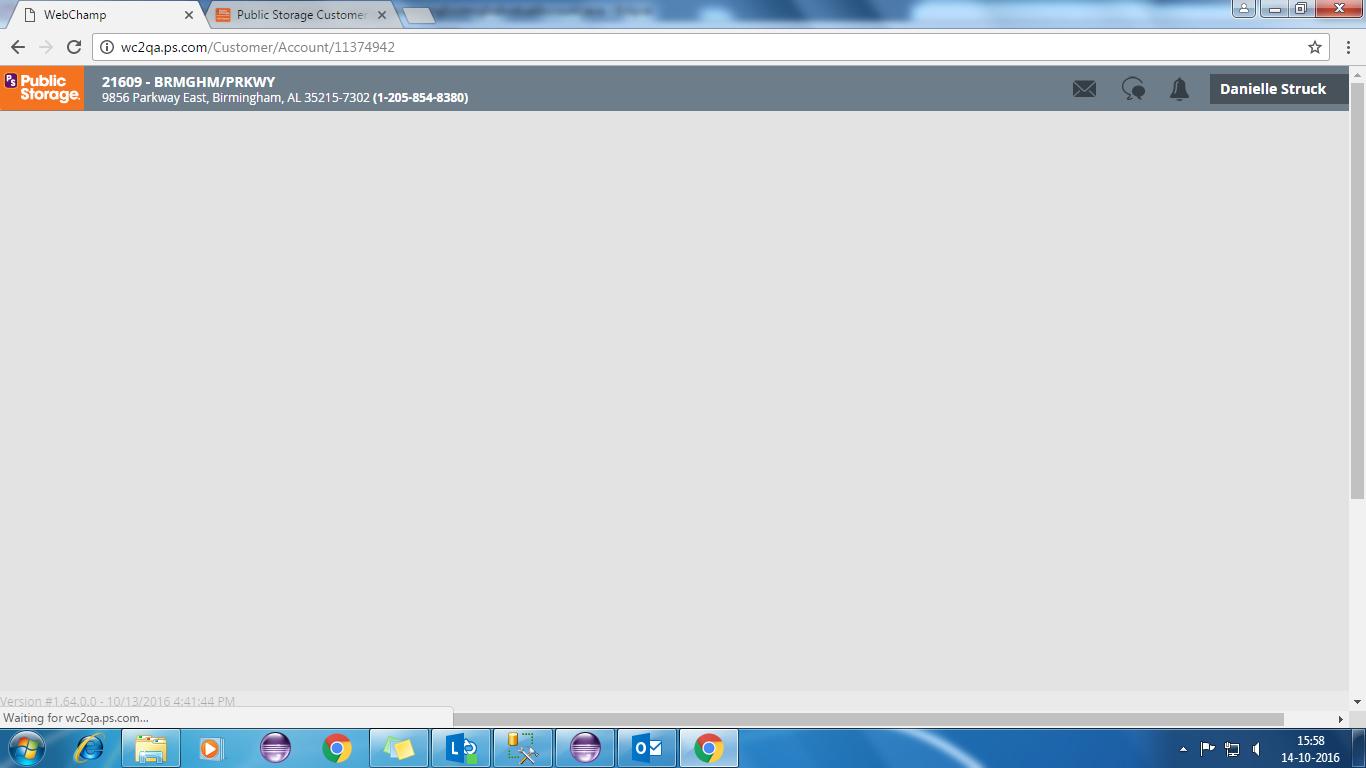 WebChamp
Public Storage Customer
wc2qa.ps.com/Customer/Account/11374942
PS Public Storage.
21609 - BRMGHM/PRKWY
9856 Parkway East, Birmingham, AL 35215-7302 (1-205-854-8380)
Danielle Struck
Version #1.64.0.0 - 10/13/2016 4:41:44 PM
Waiting for wc2qa.ps.com...
15:58
14-10-2016